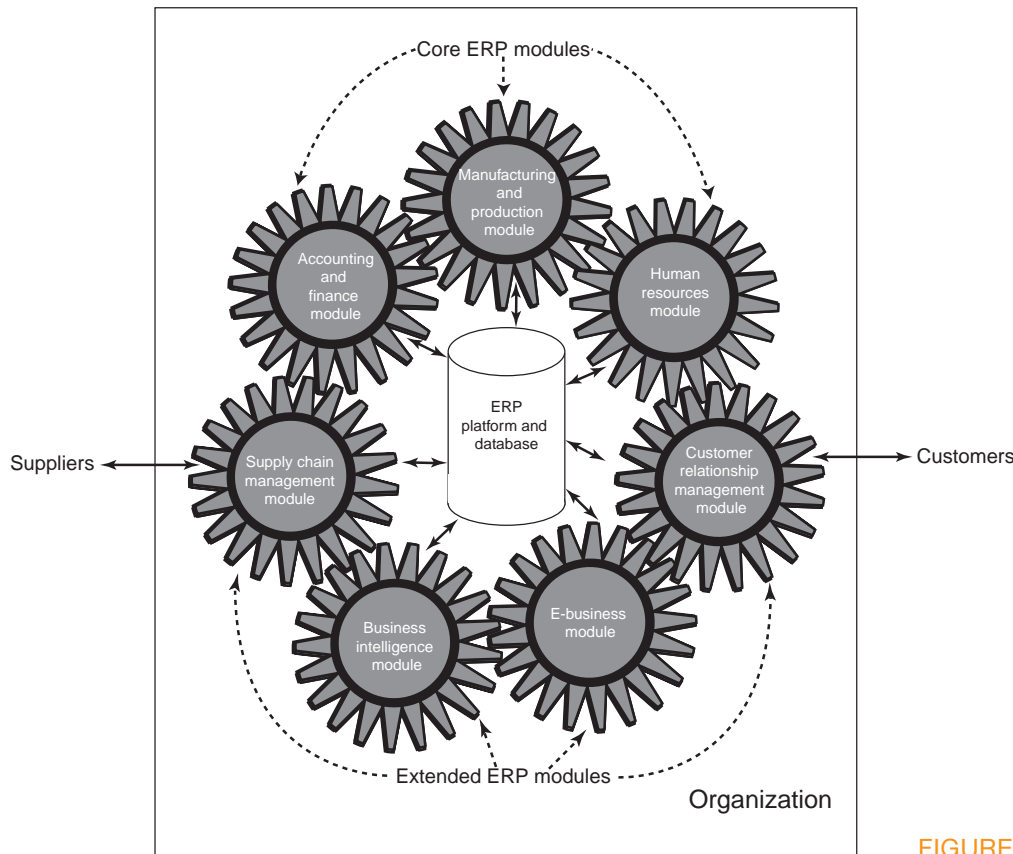 Core ERP modules
Manufacturing
and
production
module
Accounting
and
finance
module
Human
resources
module
ERP
platform and
database
Suppliers
Supply chain
management
module
Customer
relationship
management
module
Customers
Business
intelligence
module
E-business
module
Extended ERP modules
Organization
FIGURE